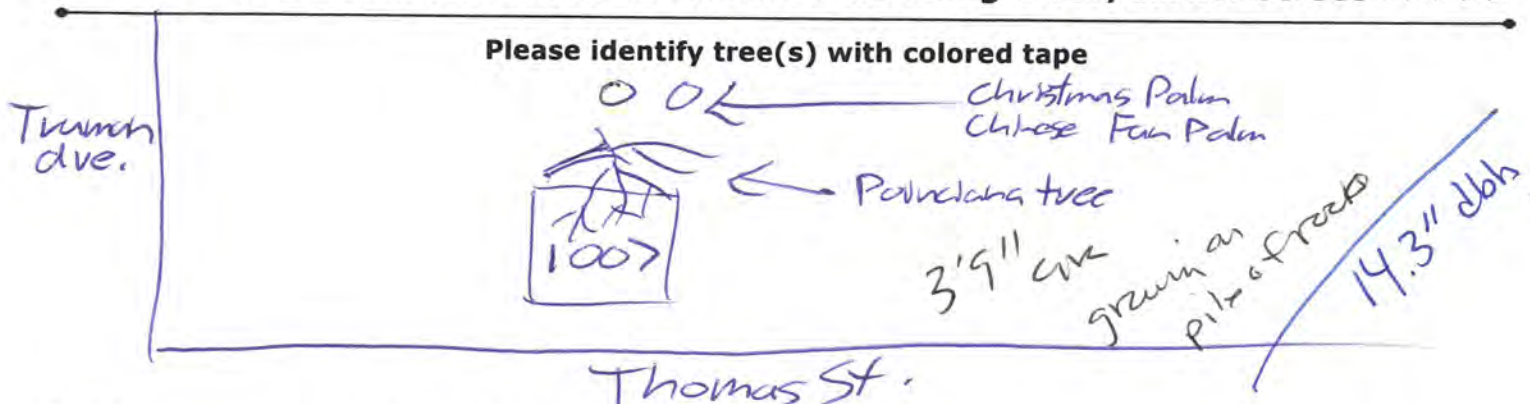 Please identify tree(s) with colored tape
Truman
ave.
Christmas Palm
Chinese Fan Palm
Poinciana tree
1007
3'9" circ
growin on
pile of rocks
14.3" dbh
Thomas St.